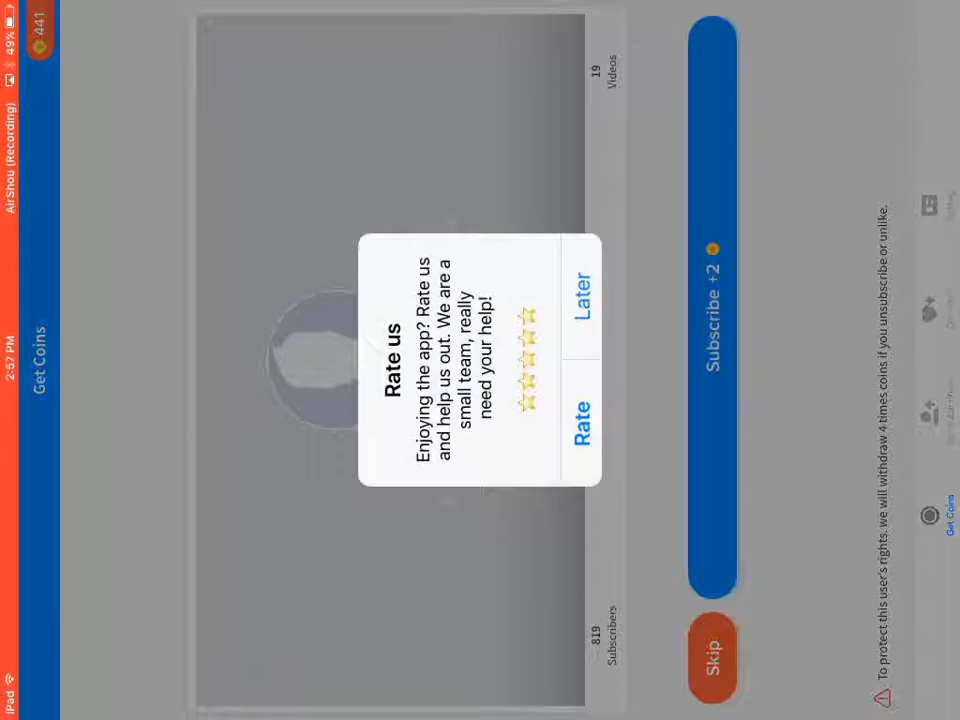 iPad 2:57 PM AirShou (Recording) 49%
Get Coins 441
819
Subscribers
19
Videos
Rate us
Enjoying the app? Rate us
and help us out. We are a
small team, really
need your help!
Rate Later
Skip Subscribe +2
To protect this user's rights, we will withdraw 4 times coins if you unsubscribe or unlike.
Get Coins